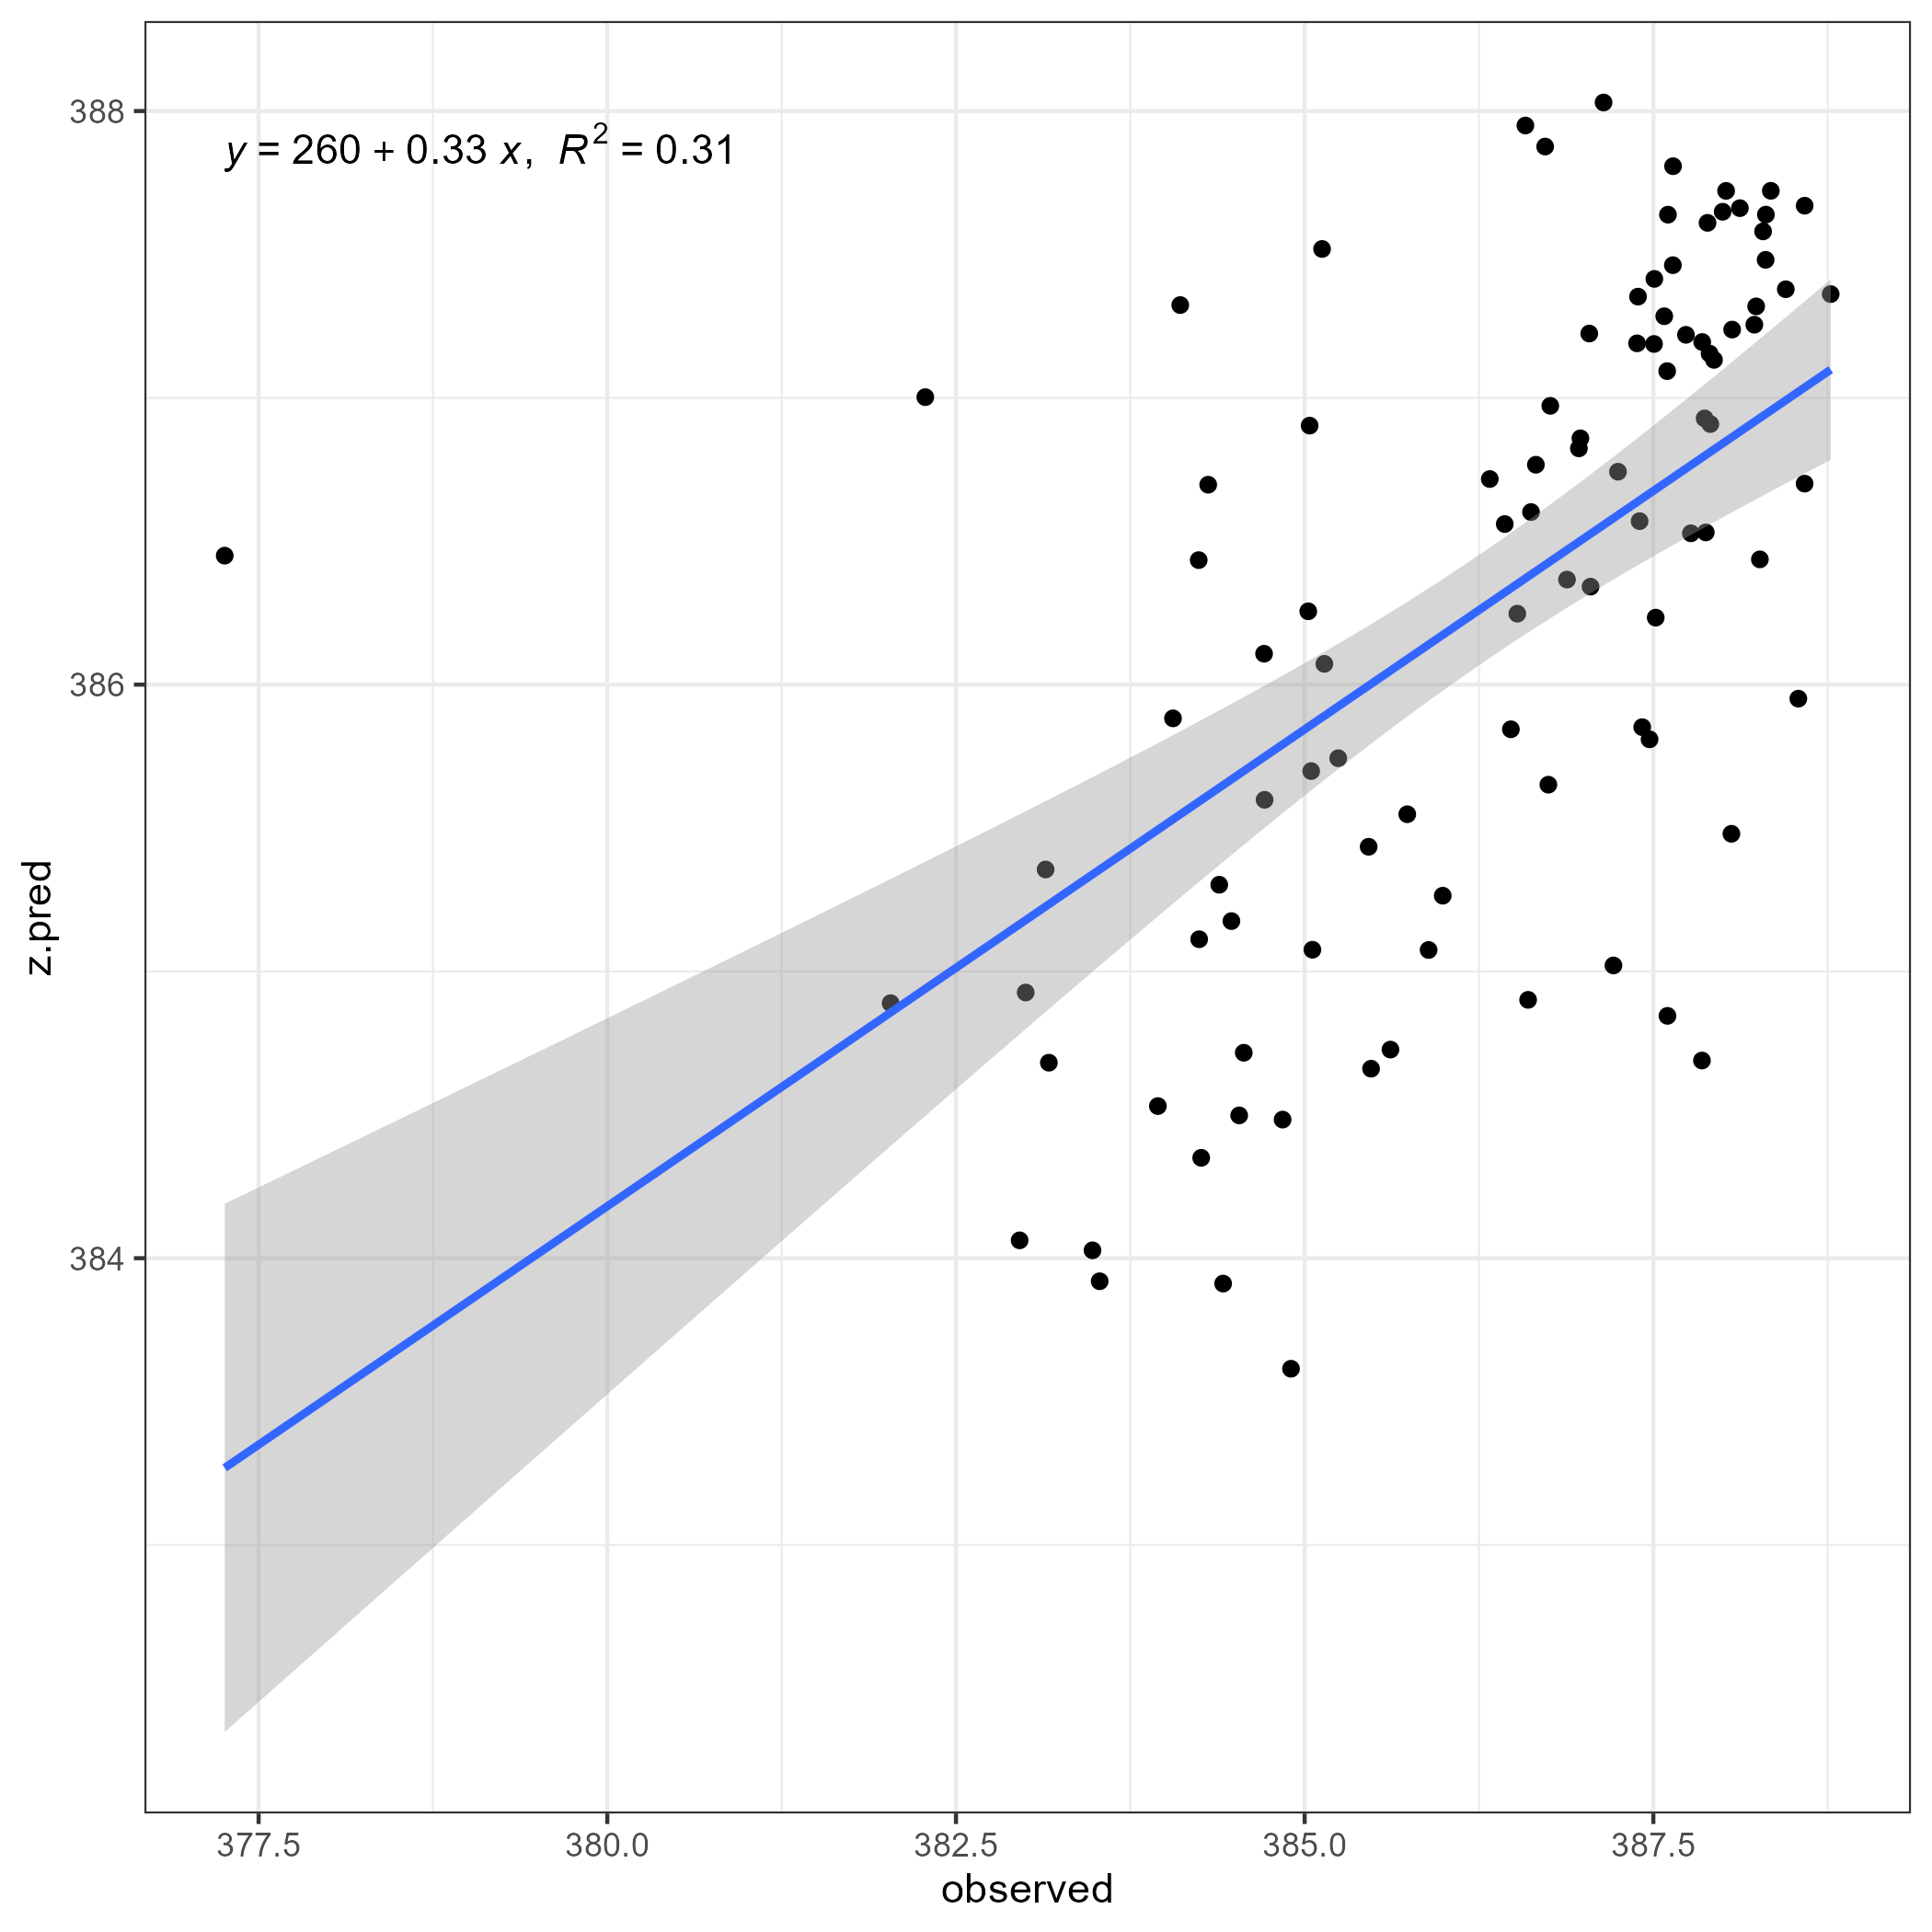 388
y = 260 + 0.33 x, R² = 0.31
386
384
z.pred
377.5 380.0 382.5 385.0 387.5
observed